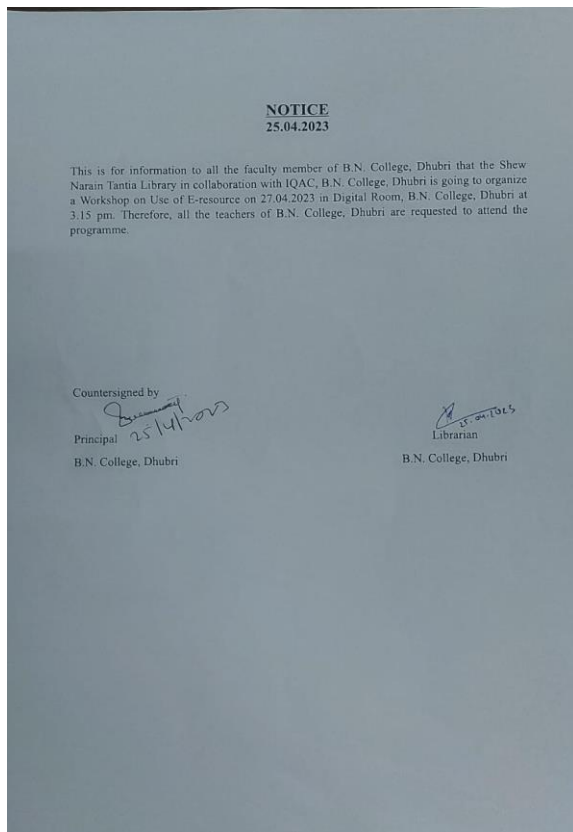 NOTICE
25.04.2023
This is for information to all the faculty member of B.N. College, Dhubri that the Shew
Narain Tantia Library in collaboration with IQAC, B.N. College, Dhubri is going to organize
a Workshop on Use of E-resource on 27.04.2023 in Digital Room, B.N. College, Dhubri at
3.15 pm. Therefore, all the teachers of B.N. College, Dhubri are requested to attend the
programme.
Countersigned by
25/4/2023
25.04.2023
Principal
Librarian
B.N. College, Dhubri
B.N. College, Dhubri